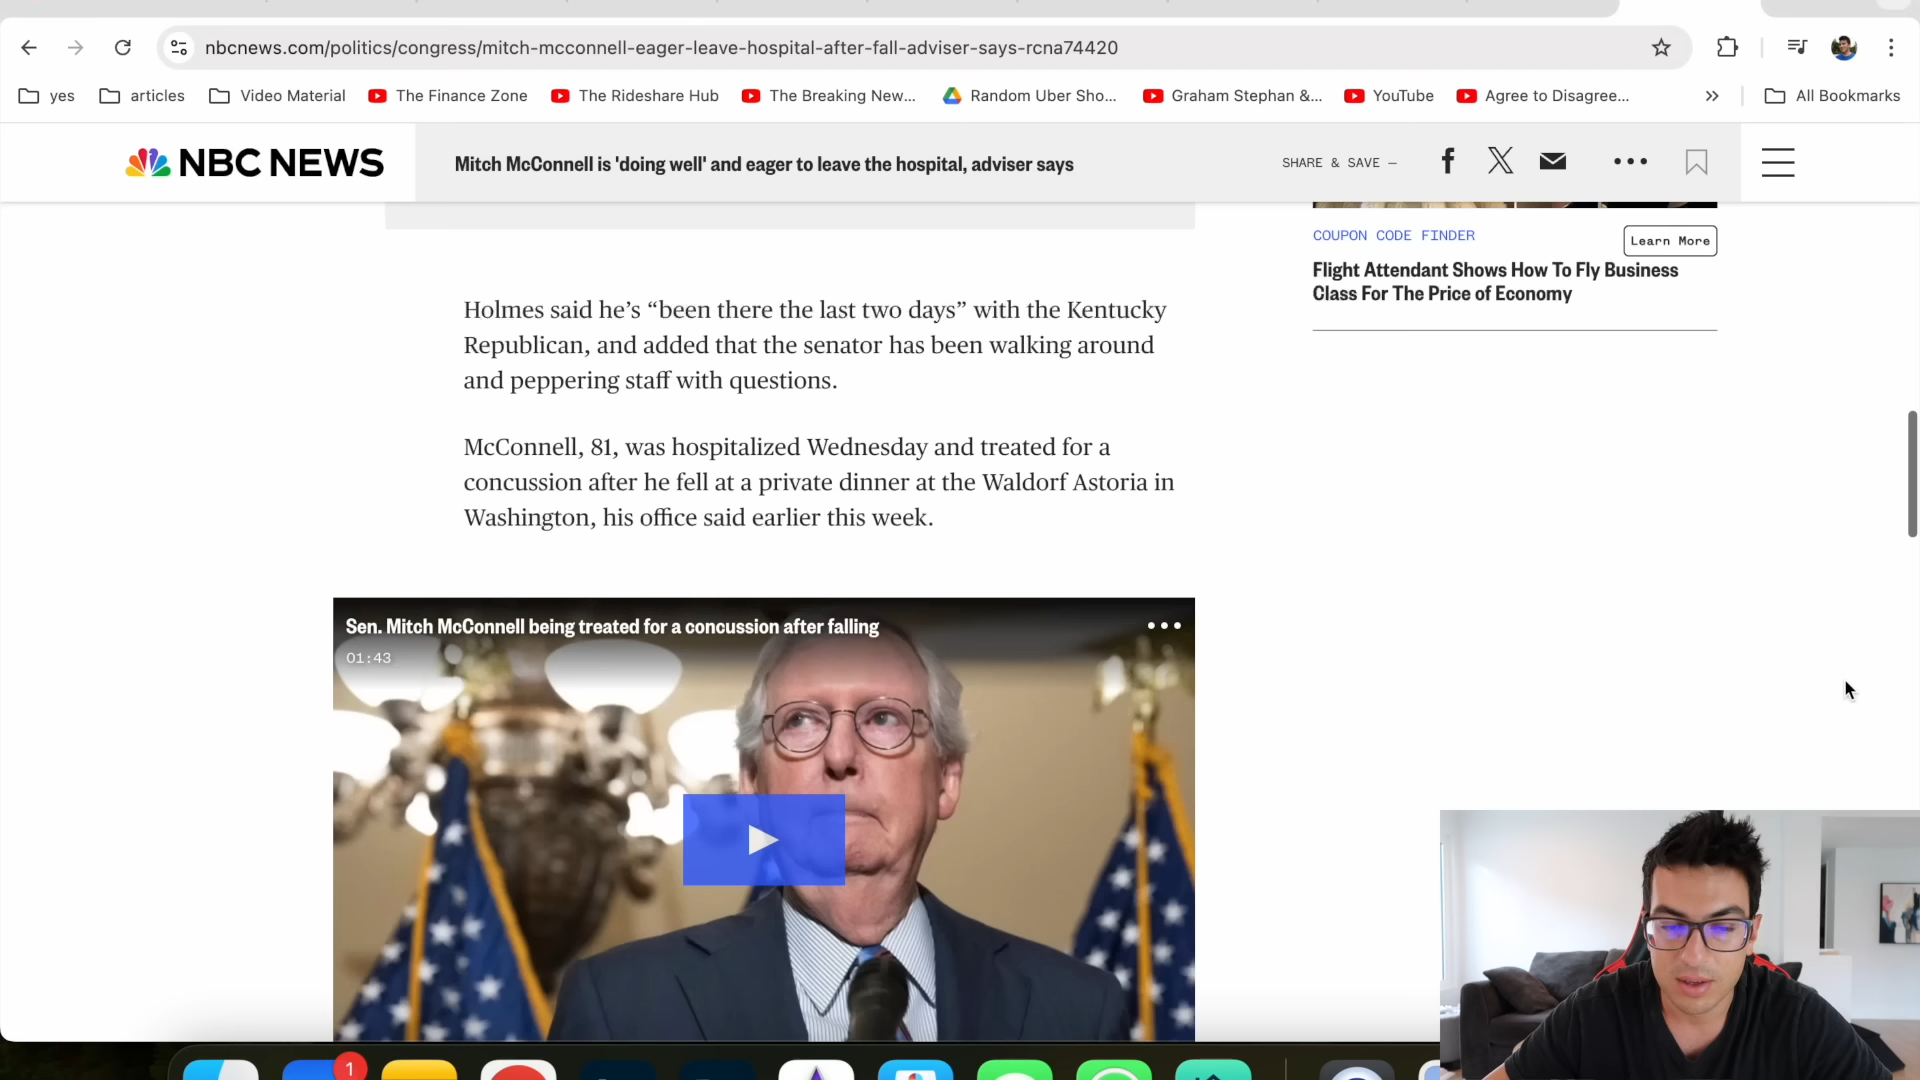 nbcnews.com/politics/congress/mitch-mcconnell-eager-leave-hospital-after-fall-adviser-says-rcna74420
yes articles Video Material The Finance Zone The Rideshare Hub The Breaking New... Random Uber Sho... Graham Stephan &... YouTube Agree to Disagree... » All Bookmarks
NBC NEWS Mitch McConnell is 'doing well' and eager to leave the hospital, adviser says SHARE & SAVE —
COUPON CODE FINDER
Learn More
Flight Attendant Shows How To Fly Business
Class For The Price of Economy
Holmes said he’s “been there the last two days” with the Kentucky
Republican, and added that the senator has been walking around
and peppering staff with questions.
McConnell, 81, was hospitalized Wednesday and treated for a
concussion after he fell at a private dinner at the Waldorf Astoria in
Washington, his office said earlier this week.
Sen. Mitch McConnell being treated for a concussion after falling
01:43
1